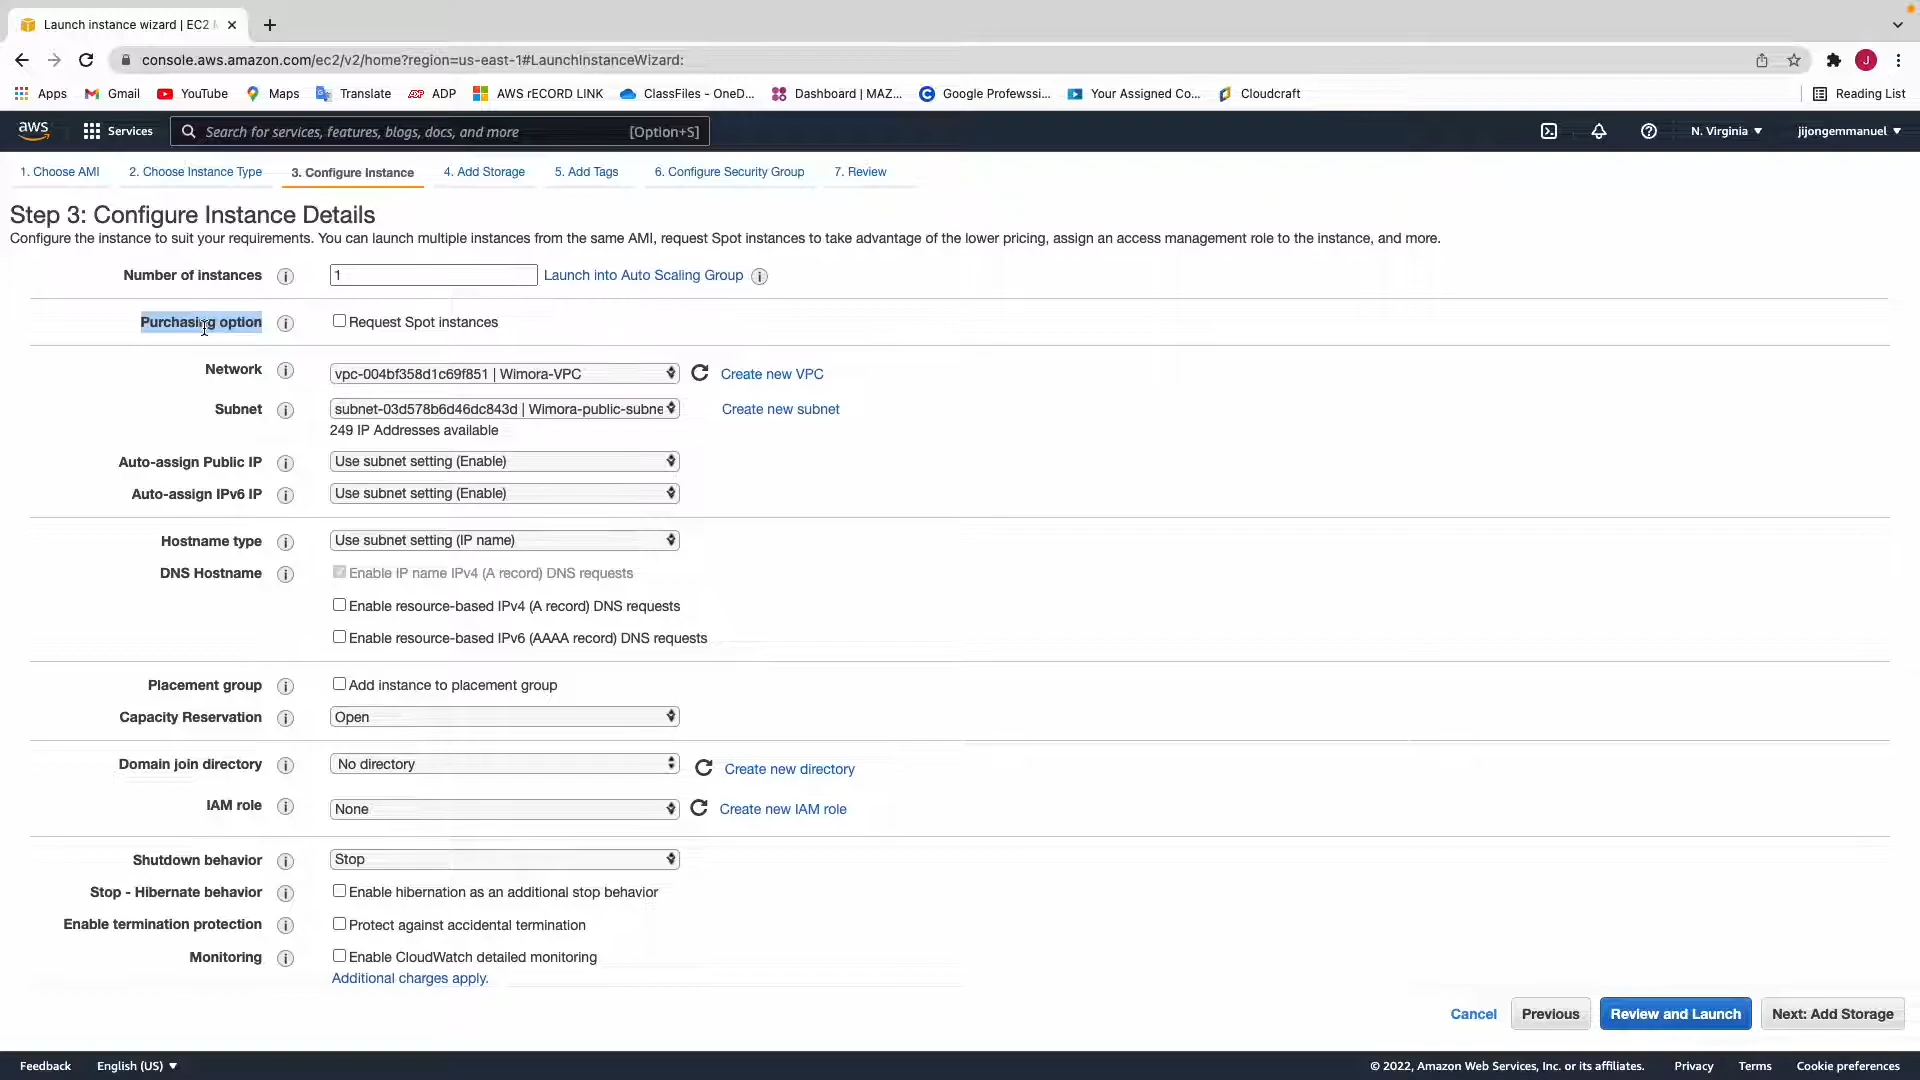 Launch instance wizard | EC2
console.aws.amazon.com/ec2/v2/home?region=us-east-1#LaunchInstanceWizard:
J
Apps
Gmail
YouTube
Maps
Translate
ADP
AWS rECORD LINK
ClassFiles - OneD...
Dashboard | MAZ...
Google Profewssi...
Your Assigned Co...
Cloudcraft
Reading List
aws
Services
Search for services, features, blogs, docs, and more
[Option+S]
N. Virginia
jijongemmanuel
1. Choose AMI
2. Choose Instance Type
3. Configure Instance
4. Add Storage
5. Add Tags
6. Configure Security Group
7. Review
Step 3: Configure Instance Details
Configure the instance to suit your requirements. You can launch multiple instances from the same AMI, request Spot instances to take advantage of the lower pricing, assign an access management role to the instance, and more.
Number of instances
1
Launch into Auto Scaling Group
Purchasing option
Request Spot instances
Network
vpc-004bf358d1c69f851 | Wimora-VPC
Create new VPC
Subnet
subnet-03d578b6d46dc843d | Wimora-public-subne
Create new subnet
249 IP Addresses available
Auto-assign Public IP
Use subnet setting (Enable)
Auto-assign IPv6 IP
Use subnet setting (Enable)
Hostname type
Use subnet setting (IP name)
DNS Hostname
Enable IP name IPv4 (A record) DNS requests
Enable resource-based IPv4 (A record) DNS requests
Enable resource-based IPv6 (AAAA record) DNS requests
Placement group
Add instance to placement group
Capacity Reservation
Open
Domain join directory
No directory
Create new directory
IAM role
None
Create new IAM role
Shutdown behavior
Stop
Stop - Hibernate behavior
Enable hibernation as an additional stop behavior
Enable termination protection
Protect against accidental termination
Monitoring
Enable CloudWatch detailed monitoring
Additional charges apply.
Cancel
Previous
Review and Launch
Next: Add Storage
Feedback
English (US)
© 2022, Amazon Web Services, Inc. or its affiliates.
Privacy
Terms
Cookie preferences